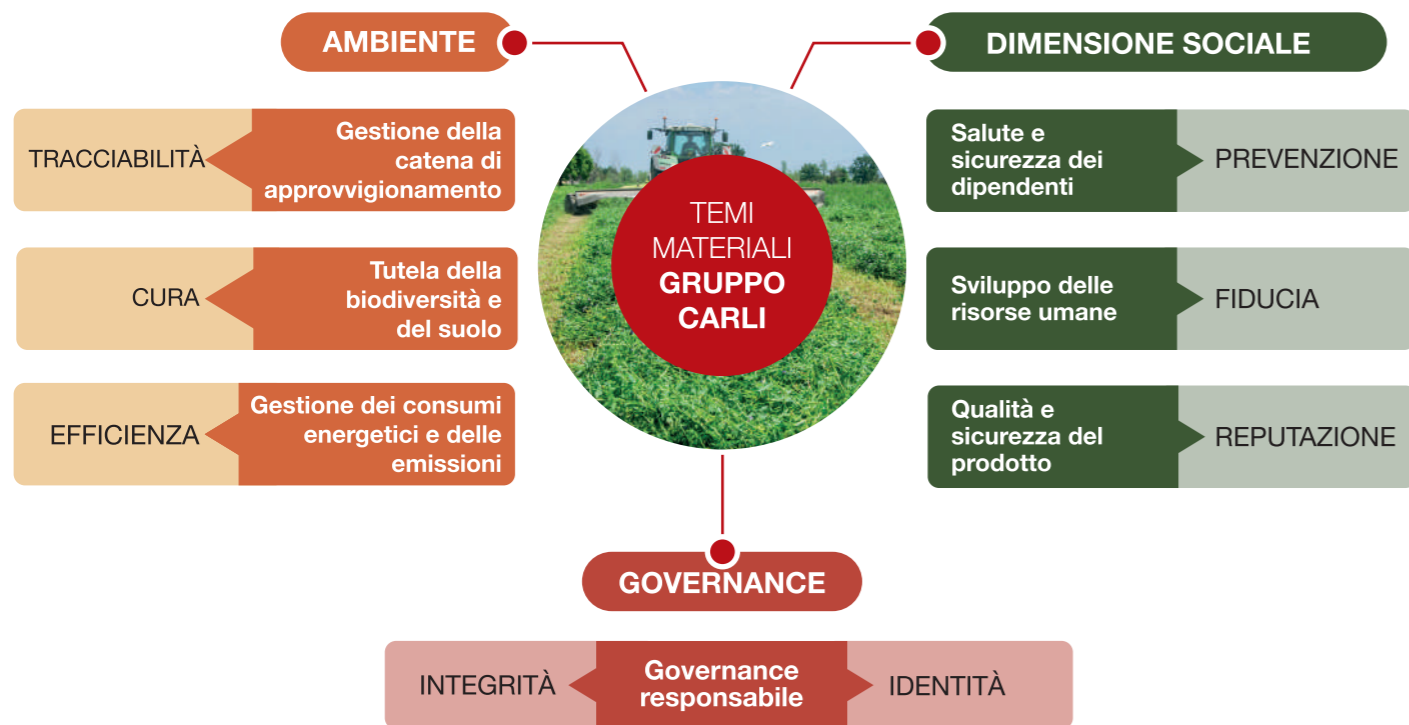 AMBIENTE
TRACCIABILITÀ
Gestione della
catena di
approvvigionamento
CURA
Tutela della
biodiversità e
del suolo
EFFICIENZA
Gestione dei consumi
energetici e delle
emissioni
TEMI
MATERIALI
GRUPPO
CARLI
DIMENSIONE SOCIALE
Salute e
sicurezza dei
dipendenti
PREVENZIONE
Sviluppo delle
risorse umane
FIDUCIA
Qualità e
sicurezza del
prodotto
REPUTAZIONE
GOVERNANCE
INTEGRITÀ
Governance
responsabile
IDENTITÀ